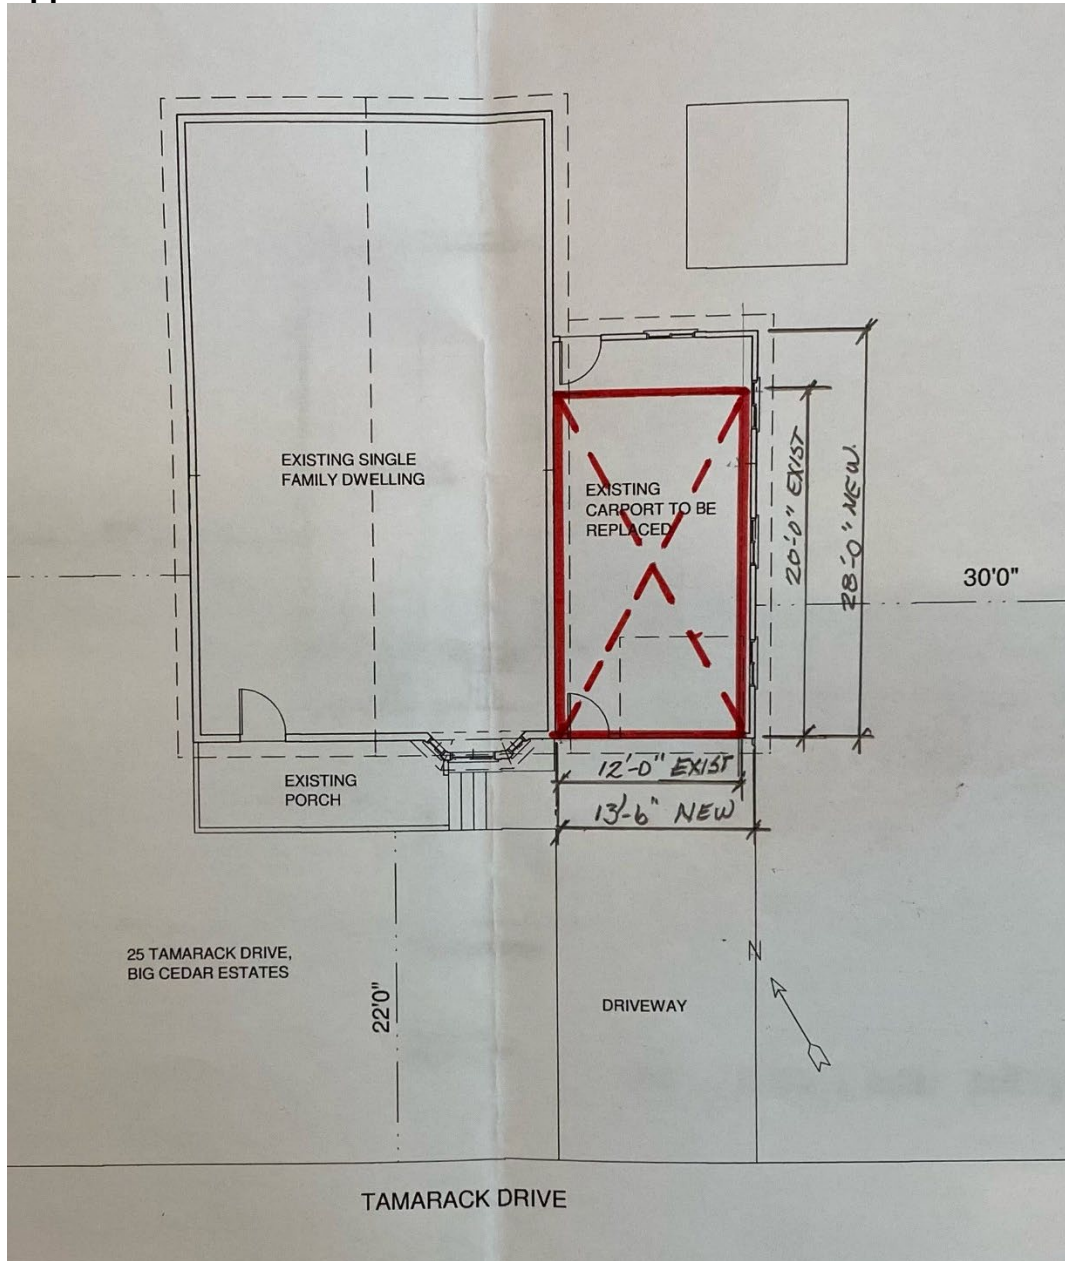 EXISTING SINGLE
FAMILY DWELLING
EXISTING
CARPORT TO BE
REPLACED
20'-0" EXIST
28'-0" NEW
30'0"
12'-0" EXIST
13'-6" NEW
EXISTING
PORCH
25 TAMARACK DRIVE,
BIG CEDAR ESTATES
22'0"
DRIVEWAY
N
TAMARACK DRIVE